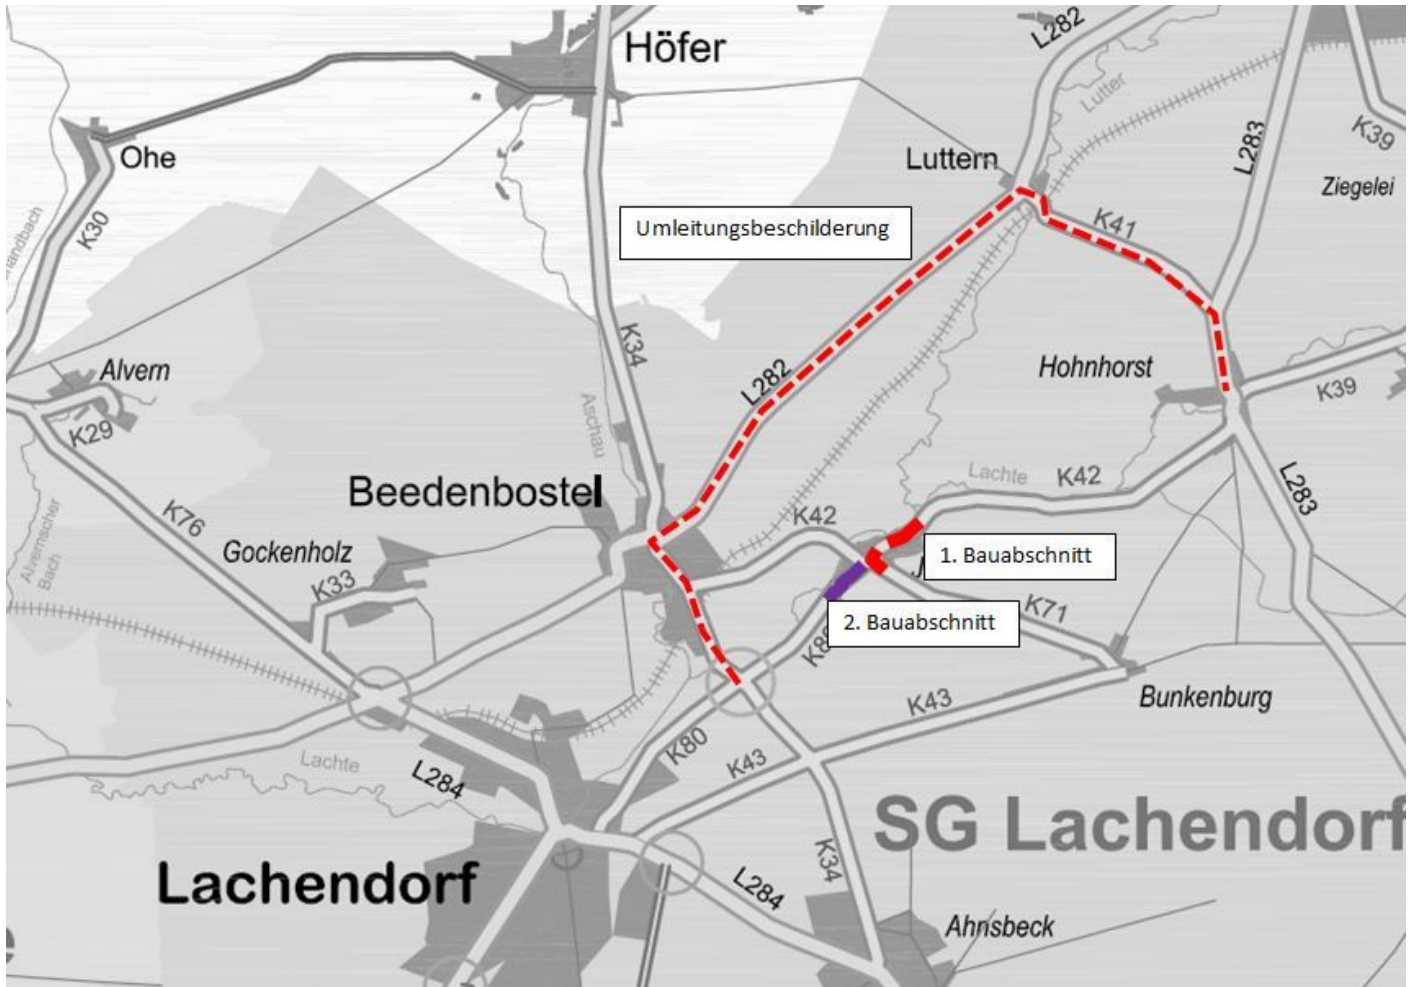 Höfer
L282
Lutter
L283
K39
Ohe
Luttern
Ziegelei
K30
Umleitungsbeschilderung
K41
K34
Alvern
L282
Hohnhorst
K39
K29
Aschau
Beedenbostel
Lachte
K42
L283
K76
K42
Gockenholz
Alvernscher
Bach
1. Bauabschnitt
K33
K71
2. Bauabschnitt
Bunkenburg
K43
K80
K43
Lachte
L284
SG Lachendorf
K34
Lachendorf
L284
Ahnsbeck